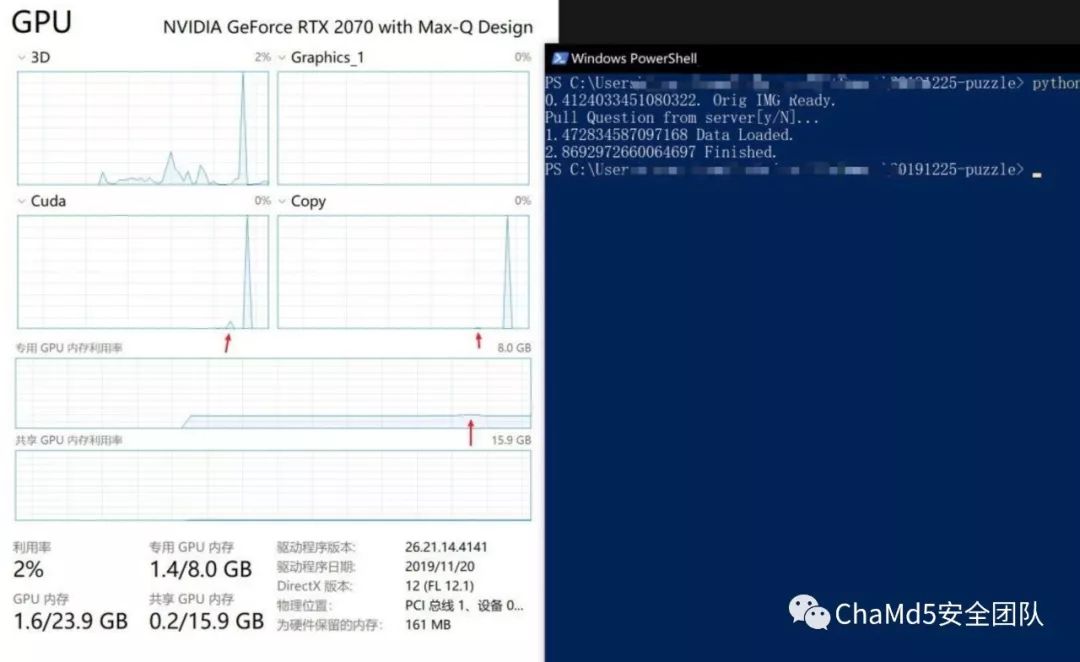 GPU
NVIDIA GeForce RTX 2070 with Max-Q Design
3D 2%
Graphics_1 0%
Cuda 0%
Copy 0%
专用 GPU 内存利用率 8.0 GB
共享 GPU 内存利用率 15.9 GB
利用率
2%
专用 GPU 内存
1.4/8.0 GB
GPU 内存
1.6/23.9 GB
共享 GPU 内存
0.2/15.9 GB
驱动程序版本: 26.21.14.4141
驱动程序日期: 2019/11/20
DirectX 版本: 12 (FL 12.1)
物理位置: PCI 总线 1、设备 0...
为硬件保留的内存: 161 MB
Windows PowerShell
PS C:\Users 225-puzzle> python
0.4124033451080322. Orig IMG Ready.
Pull Question from server[y/N]...
1.472834587097168 Data Loaded.
2.8692972660064697 Finished.
PS C:\User 0191225-puzzle>
ChaMd5安全团队